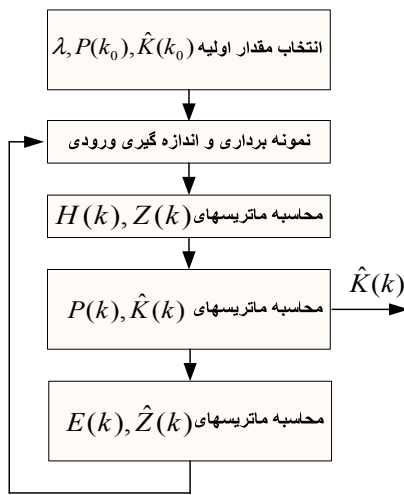 انتخاب مقدار اولیه λ, P(k₀), K̂(k₀)
نمونه برداری و اندازه گیری ورودی
محاسبه ماتریسهای H(k), Z(k)
محاسبه ماتریسهای P(k), K̂(k)
K̂(k)
محاسبه ماتریسهای E(k), Ẑ(k)